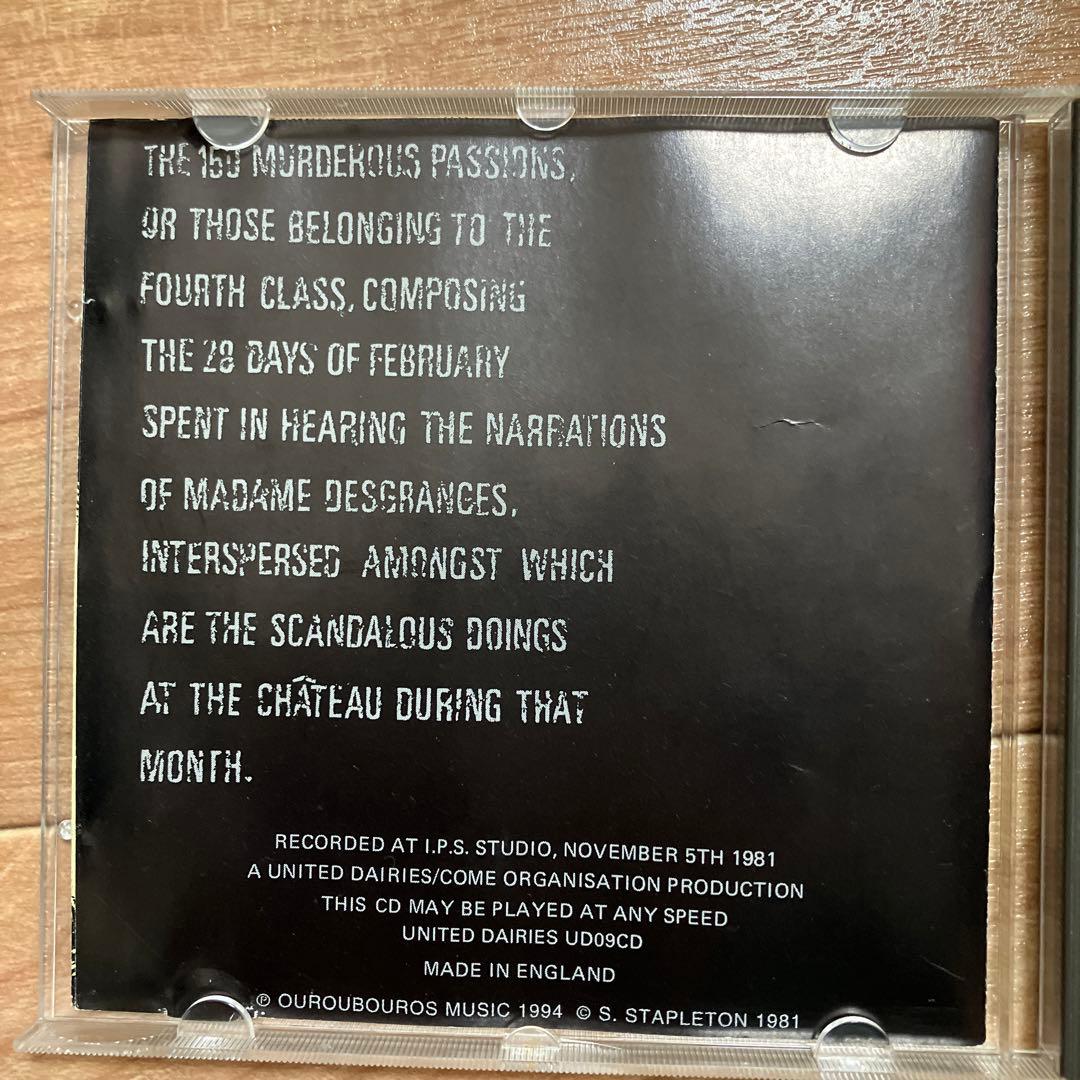 THE 150 MURDEROUS PASSIONS,
OR THOSE BELONGING TO THE
FOURTH CLASS, COMPOSING
THE 28 DAYS OF FEBRUARY
SPENT IN HEARING THE NARRATIONS
OF MADAME DESGRANGES,
INTERSPERSED AMONGST WHICH
ARE THE SCANDALOUS DOINGS
AT THE CHÂTEAU DURING THAT
MONTH.
RECORDED AT I.P.S. STUDIO, NOVEMBER 5TH 1981
A UNITED DAIRIES/COME ORGANISATION PRODUCTION
THIS CD MAY BE PLAYED AT ANY SPEED
UNITED DAIRIES UD09CD
MADE IN ENGLAND
℗ OUROUBOUROS MUSIC 1994 © S. STAPLETON 1981